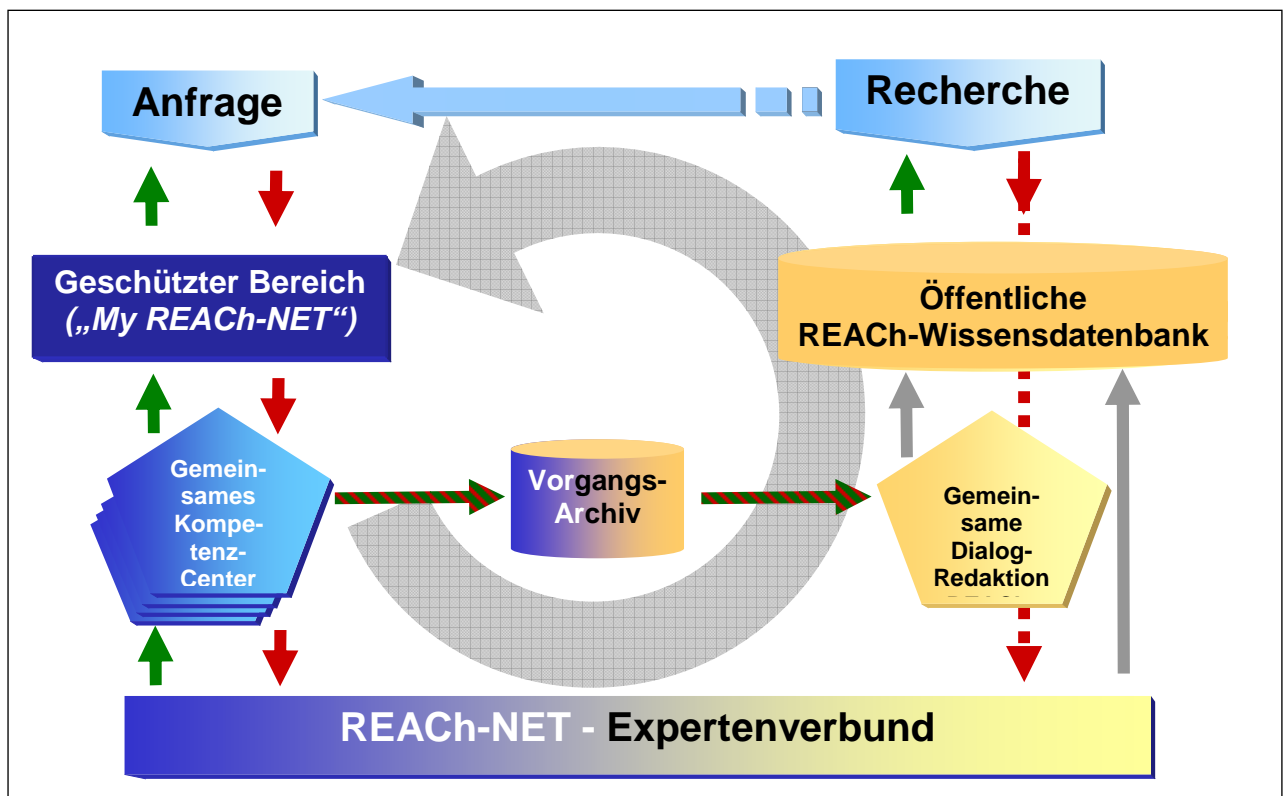 Anfrage
Recherche
Geschützter Bereich
(„My REACh-NET“)
Öffentliche
REACh-Wissensdatenbank
Gemein-
sames
Kompe-
tenz-
Center
Vorgangs-
Archiv
Gemein-
same
Dialog-
Redaktion
REACh-NET - Expertenverbund